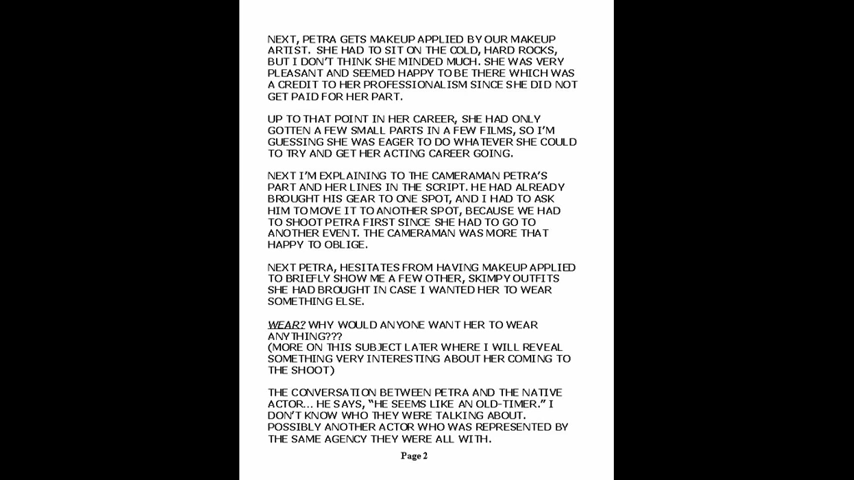 NEXT, PETRA GETS MAKEUP APPLIED BY OUR MAKEUP
ARTIST. SHE HAD TO SIT ON THE COLD, HARD ROCKS,
BUT I DON'T THINK SHE MINDED MUCH. SHE WAS VERY
PLEASANT AND SEEMED HAPPY TO BE THERE WHICH WAS
A CREDIT TO HER PROFESSIONALISM SINCE SHE DID NOT
GET PAID FOR HER PART.
UP TO THAT POINT IN HER CAREER, SHE HAD ONLY
GOTTEN A FEW SMALL PARTS IN A FEW FILMS, SO I'M
GUESSING SHE WAS EAGER TO DO WHATEVER SHE COULD
TO TRY AND GET HER ACTING CAREER GOING.
NEXT I'M EXPLAINING TO THE CAMERAMAN PETRA'S
PART AND HER LINES IN THE SCRIPT. HE HAD ALREADY
BROUGHT HIS GEAR TO ONE SPOT, AND I HAD TO ASK
HIM TO MOVE IT TO ANOTHER SPOT, BECAUSE WE HAD
TO SHOOT PETRA FIRST SINCE SHE HAD TO GO TO
ANOTHER EVENT. THE CAMERAMAN WAS MORE THAT
HAPPY TO OBLIGE.
NEXT PETRA, HESITATES FROM HAVING MAKEUP APPLIED
TO BRIEFLY SHOW ME A FEW OTHER, SKIMPY OUTFITS
SHE HAD BROUGHT IN CASE I WANTED HER TO WEAR
SOMETHING ELSE.
WEAR? WHY WOULD ANYONE WANT HER TO WEAR
ANYTHING???
(MORE ON THIS SUBJECT LATER WHERE I WILL REVEAL
SOMETHING VERY INTERESTING ABOUT HER COMING TO
THE SHOOT)
THE CONVERSATION BETWEEN PETRA AND THE NATIVE
ACTOR... HE SAYS, "HE SEEMS LIKE AN OLD-TIMER." I
DON'T KNOW WHO THEY WERE TALKING ABOUT.
POSSIBLY ANOTHER ACTOR WHO WAS REPRESENTED BY
THE SAME AGENCY THEY WERE ALL WITH.
Page 2